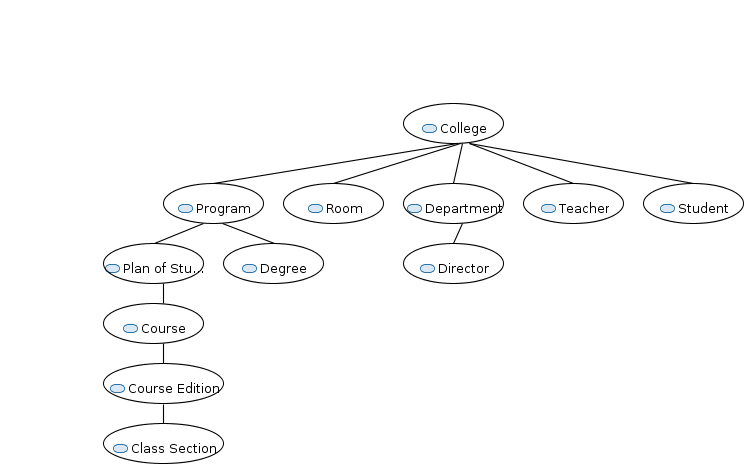 College
Program
Room
Department
Teacher
Student
Plan of Stu...
Degree
Director
Course
Course Edition
Class Section